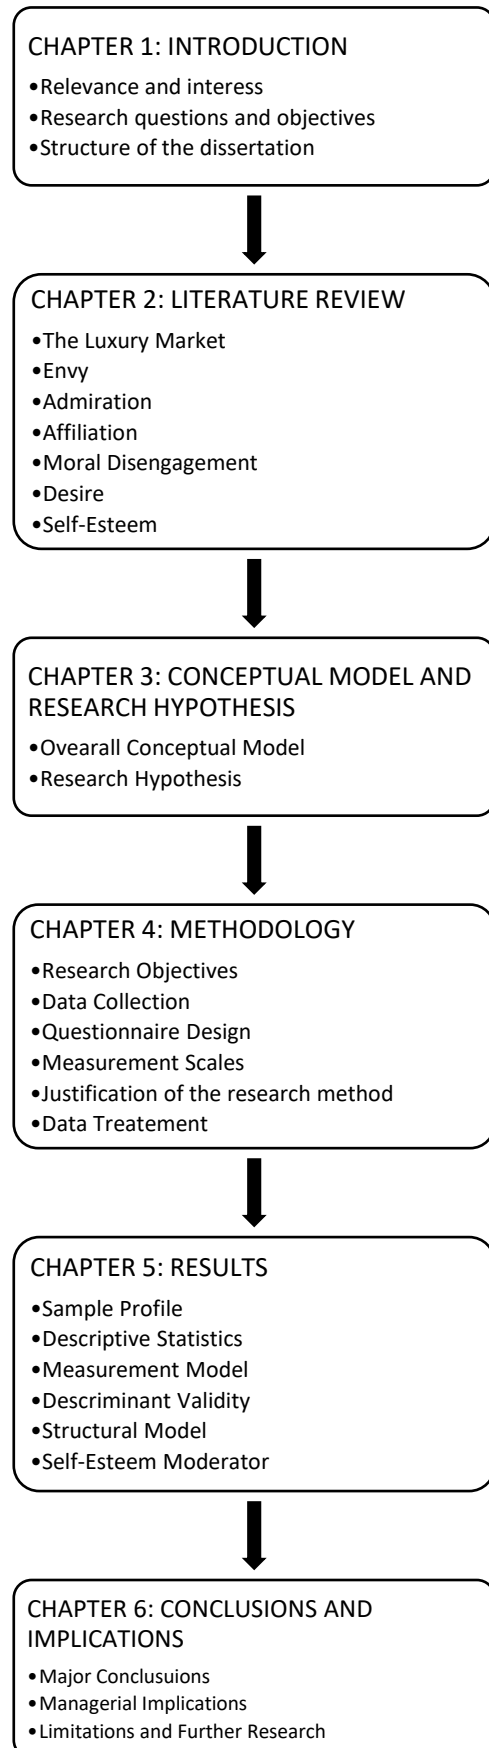 CHAPTER 1: INTRODUCTION
•Relevance and interess
•Research questions and objectives
•Structure of the dissertation
CHAPTER 2: LITERATURE REVIEW
•The Luxury Market
•Envy
•Admiration
•Affiliation
•Moral Disengagement
•Desire
•Self-Esteem
CHAPTER 3: CONCEPTUAL MODEL AND
RESEARCH HYPOTHESIS
•Ovearall Conceptual Model
•Research Hypothesis
CHAPTER 4: METHODOLOGY
•Research Objectives
•Data Collection
•Questionnaire Design
•Measurement Scales
•Justification of the research method
•Data Treatement
CHAPTER 5: RESULTS
•Sample Profile
•Descriptive Statistics
•Measurement Model
•Descriminant Validity
•Structural Model
•Self-Esteem Moderator
CHAPTER 6: CONCLUSIONS AND
IMPLICATIONS
•Major Conclusuions
•Managerial Implications
•Limitations and Further Research